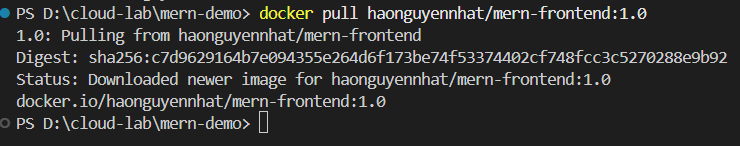 PS D:\cloud-lab\mern-demo> docker pull haonguyennhat/mern-frontend:1.0
1.0: Pulling from haonguyennhat/mern-frontend
Digest: sha256:c7d9629164b7e094355e264d6f173be74f53374402cf748fcc3c5270288e9b92
Status: Downloaded newer image for haonguyennhat/mern-frontend:1.0
docker.io/haonguyennhat/mern-frontend:1.0
PS D:\cloud-lab\mern-demo>